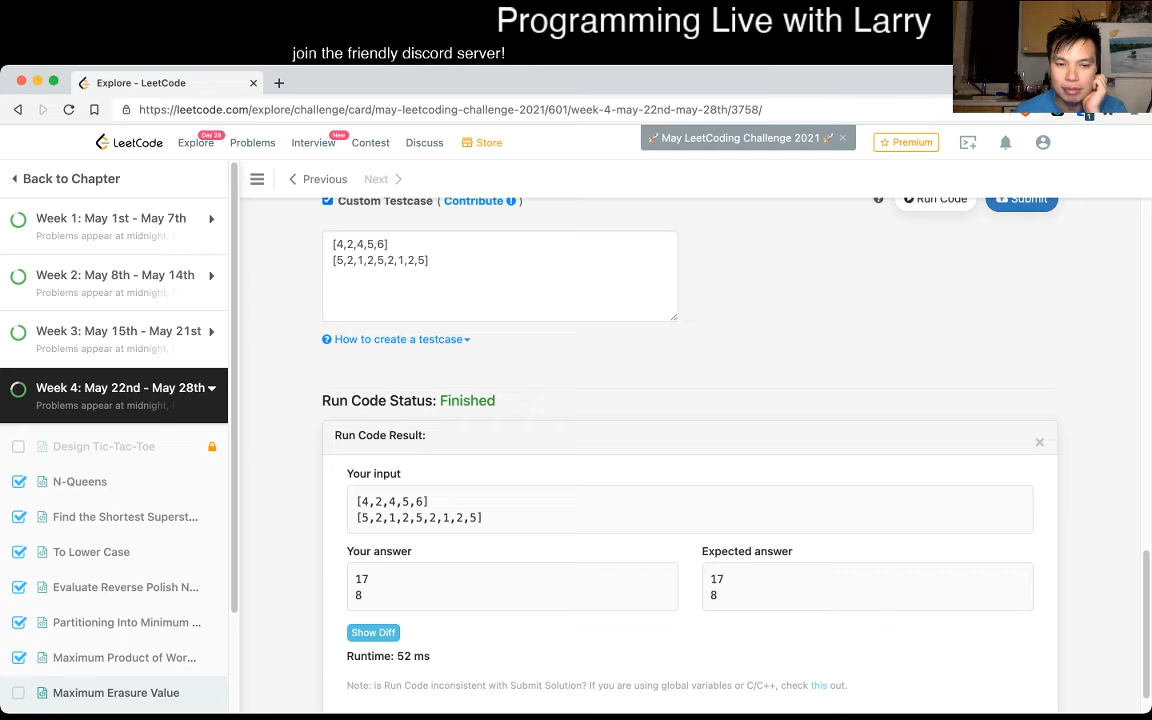 Programming Live with Larry
join the friendly discord server!
Explore - LeetCode
https://leetcode.com/explore/challenge/card/may-leetcoding-challenge-2021/601/week-4-may-22nd-may-28th/3758/
LeetCode
Explore
Day 28
Problems
Interview
New
Contest
Discuss
Store
🚀 May LeetCoding Challenge 2021 🚀
Premium
Back to Chapter
Previous
Next
Week 1: May 1st - May 7th
Problems appear at midnight,
Week 2: May 8th - May 14th
Problems appear at midnight,
Week 3: May 15th - May 21st
Problems appear at midnight,
Week 4: May 22nd - May 28th
Problems appear at midnight,
Design Tic-Tac-Toe
N-Queens
Find the Shortest Superst...
To Lower Case
Evaluate Reverse Polish N...
Partitioning Into Minimum ...
Maximum Product of Wor...
Maximum Erasure Value
Custom Testcase ( Contribute )
Run Code
Submit
[4,2,4,5,6]
[5,2,1,2,5,2,1,2,5]
How to create a testcase
Run Code Status: Finished
Run Code Result:
Your input
[4,2,4,5,6]
[5,2,1,2,5,2,1,2,5]
Your answer
17
8
Expected answer
17
8
Show Diff
Runtime: 52 ms
Note: is Run Code inconsistent with Submit Solution? If you are using global variables or C/C++, check this out.